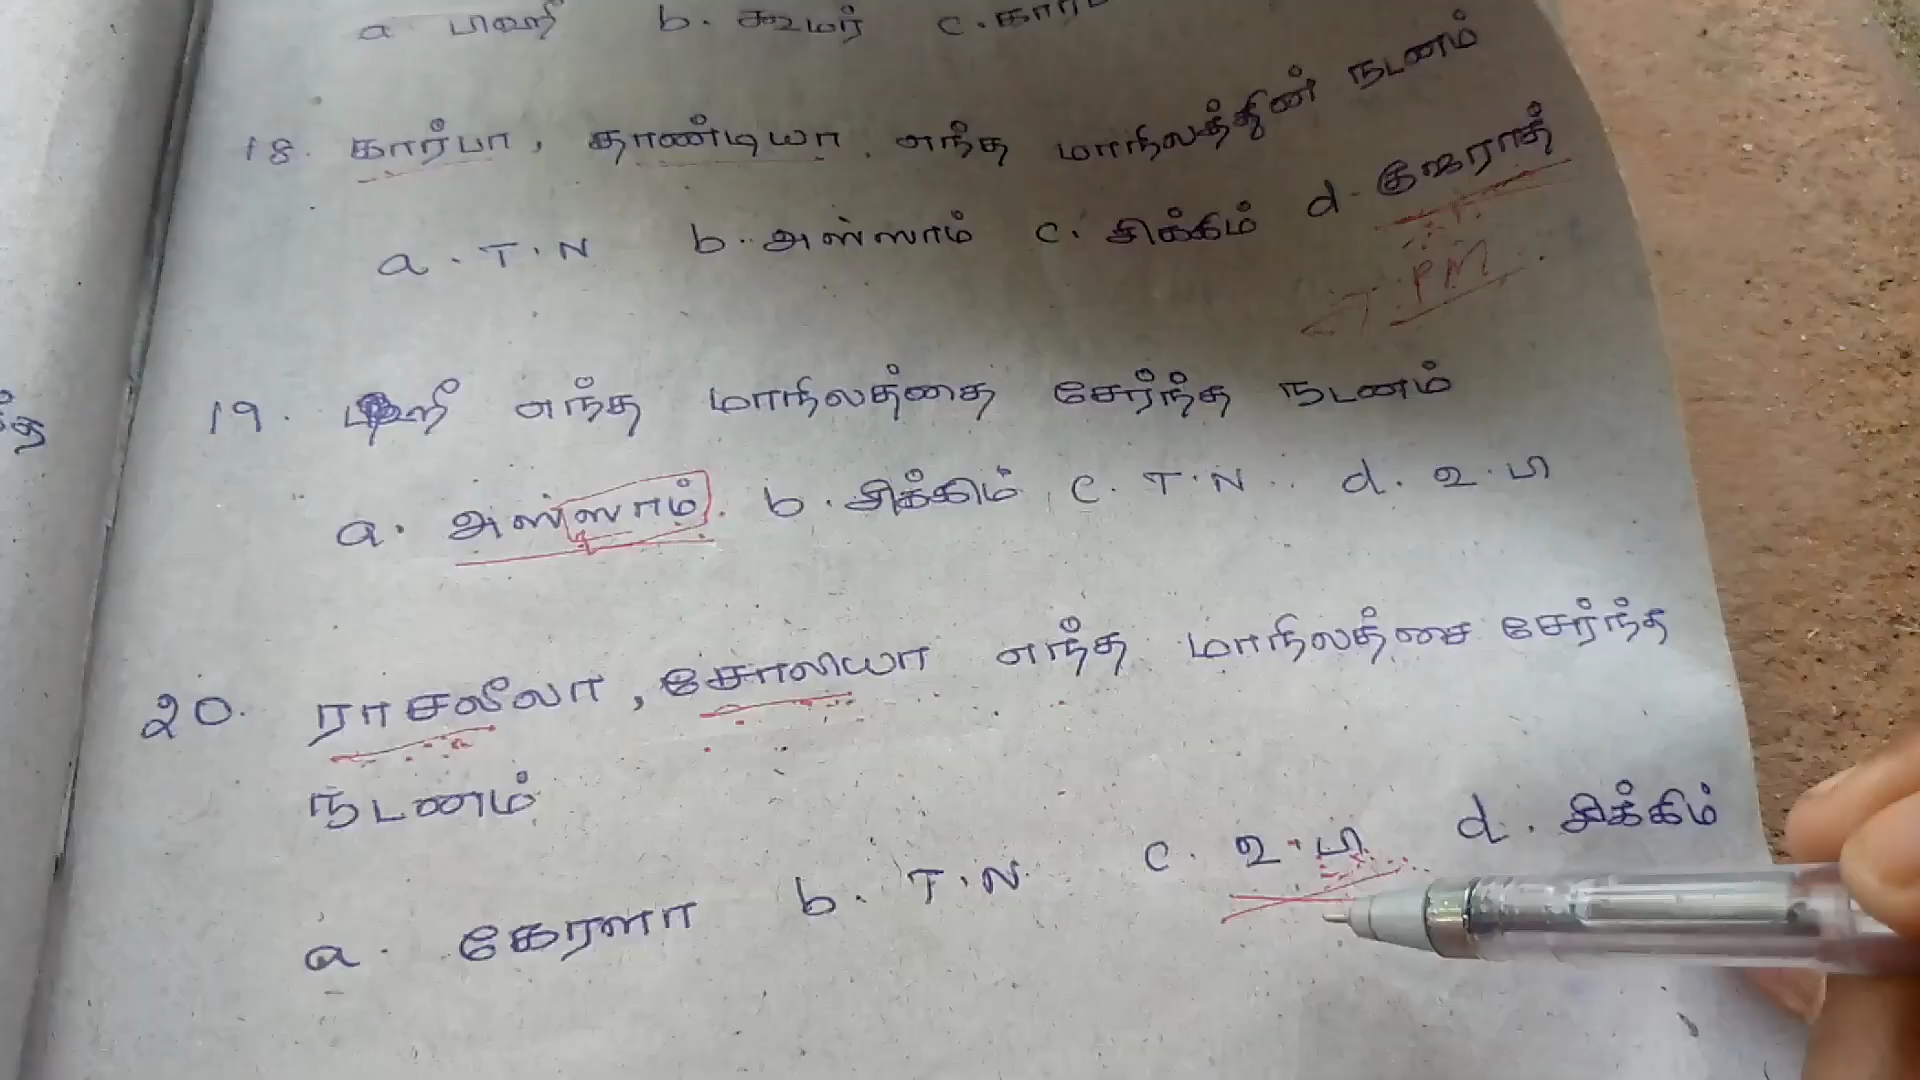 a. பிஹூ b. கூமர் c.
18. கார்பா, தாண்டியா எந்த மாநிலத்தின் நடனம்
a. T.N b. அஸ்ஸாம் c. சிக்கிம் d. குஜராத்
PM
19. எந்த மாநிலத்தை சேர்ந்த நடனம்
a. அஸ்ஸாம் b. சிக்கிம் c. T.N d. உ.பி
20. ராசலீலா, சோலியா எந்த மாநிலத்சை சேர்ந்த
நடனம்
a. கேரளா b. T.N c. உ.பி d. சிக்கிம்